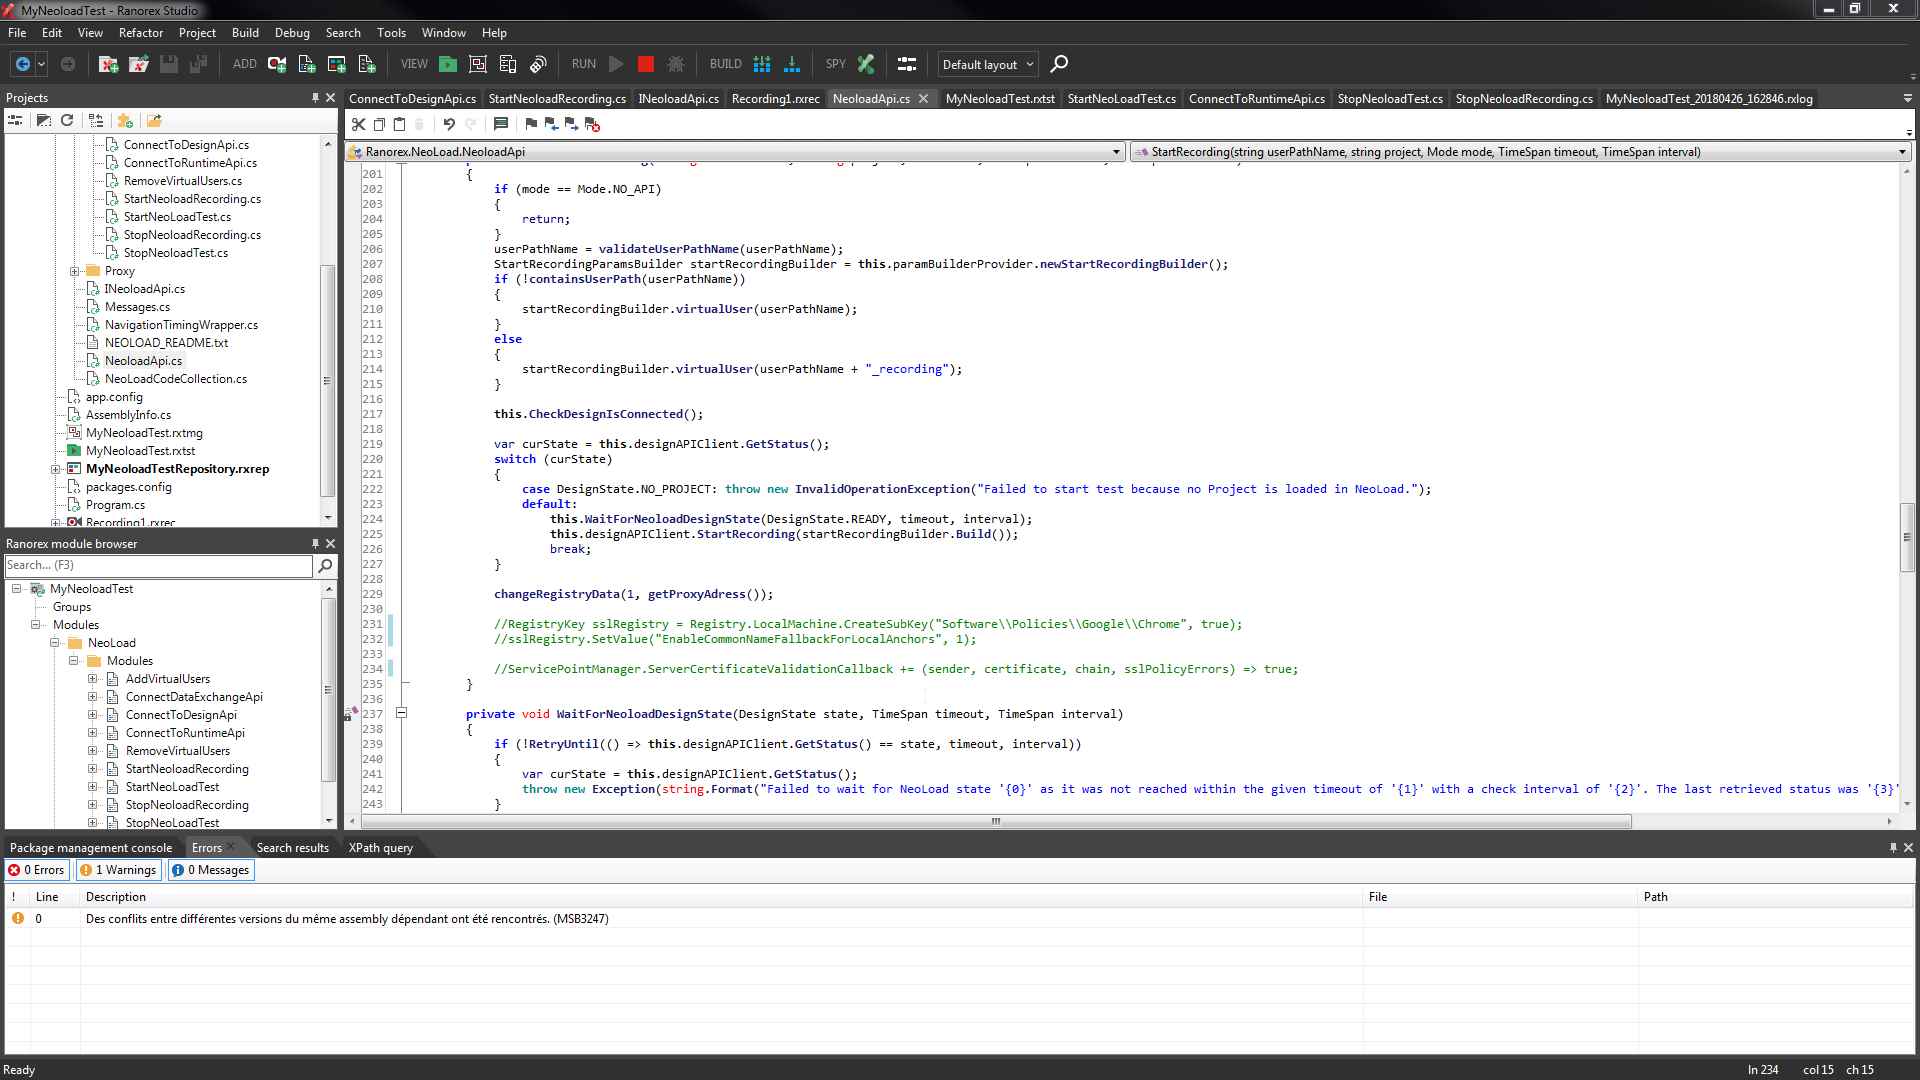 MyNeoloadTest - Ranorex Studio
File Edit View Refactor Project Build Debug Search Tools Window Help
ADD VIEW RUN BUILD SPY Default layout
Projects
ConnectToDesignApi.cs
ConnectToRuntimeApi.cs
RemoveVirtualUsers.cs
StartNeoloadRecording.cs
StartNeoLoadTest.cs
StopNeoloadRecording.cs
StopNeoloadTest.cs
Proxy
INeoloadApi.cs
Messages.cs
NavigationTimingWrapper.cs
NEOLOAD_README.txt
NeoloadApi.cs
NeoLoadCodeCollection.cs
app.config
AssemblyInfo.cs
MyNeoloadTest.rxtmg
MyNeoloadTest.rxtst
MyNeoloadTestRepository.rxrep
packages.config
Program.cs
Recording1.rxrec
Ranorex module browser
Search... (F3)
MyNeoloadTest
Groups
Modules
NeoLoad
Modules
AddVirtualUsers
ConnectDataExchangeApi
ConnectToDesignApi
ConnectToRuntimeApi
RemoveVirtualUsers
StartNeoloadRecording
StartNeoLoadTest
StopNeoloadRecording
StopNeoLoadTest
ConnectToDesignApi.cs StartNeoloadRecording.cs INeoloadApi.cs Recording1.rxrec NeoloadApi.cs MyNeoloadTest.rxtst StartNeoLoadTest.cs ConnectToRuntimeApi.cs StopNeoloadTest.cs StopNeoloadRecording.cs MyNeoloadTest_20180426_162846.rxlog
Ranorex.NeoLoad.NeoloadApi StartRecording(string userPathName, string project, Mode mode, TimeSpan timeout, TimeSpan interval)
201 {
202 if (mode == Mode.NO_API)
203 {
204 return;
205 }
206 userPathName = validateUserPathName(userPathName);
207 StartRecordingParamsBuilder startRecordingBuilder = this.paramBuilderProvider.newStartRecordingBuilder();
208 if (!containsUserPath(userPathName))
209 {
210 startRecordingBuilder.virtualUser(userPathName);
211 }
212 else
213 {
214 startRecordingBuilder.virtualUser(userPathName + "_recording");
215 }
216
217 this.CheckDesignIsConnected();
218
219 var curState = this.designAPIClient.GetStatus();
220 switch (curState)
221 {
222 case DesignState.NO_PROJECT: throw new InvalidOperationException("Failed to start test because no Project is loaded in NeoLoad.");
223 default:
224 this.WaitForNeoloadDesignState(DesignState.READY, timeout, interval);
225 this.designAPIClient.StartRecording(startRecordingBuilder.Build());
226 break;
227 }
228
229 changeRegistryData(1, getProxyAdress());
230
231 //RegistryKey sslRegistry = Registry.LocalMachine.CreateSubKey("Software\\Policies\\Google\\Chrome", true);
232 //sslRegistry.SetValue("EnableCommonNameFallbackForLocalAnchors", 1);
233
234 //ServicePointManager.ServerCertificateValidationCallback += (sender, certificate, chain, sslPolicyErrors) => true;
235 }
236
237 private void WaitForNeoloadDesignState(DesignState state, TimeSpan timeout, TimeSpan interval)
238 {
239 if (!RetryUntil(() => this.designAPIClient.GetStatus() == state, timeout, interval))
240 {
241 var curState = this.designAPIClient.GetStatus();
242 throw new Exception(string.Format("Failed to wait for NeoLoad state '{0}' as it was not reached within the given timeout of '{1}' with a check interval of '{2}'. The last retrieved status was '{3}'
243 }
Package management console Errors Search results XPath query
0 Errors 1 Warnings 0 Messages
! Line Description File Path
0 Des conflits entre différentes versions du même assembly dépendant ont été rencontrés. (MSB3247)
Ready ln 234 col 15 ch 15